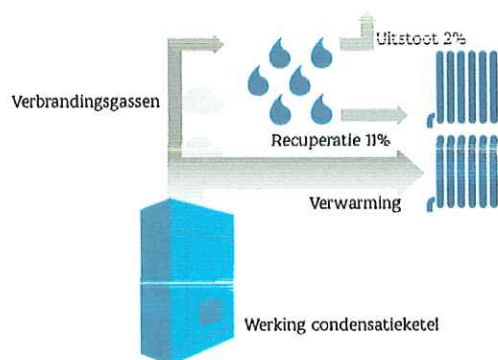 Uitstoot 2%
Verbrandingsgassen
Recuperatie 11%
Verwarming
Werking condensatieketel